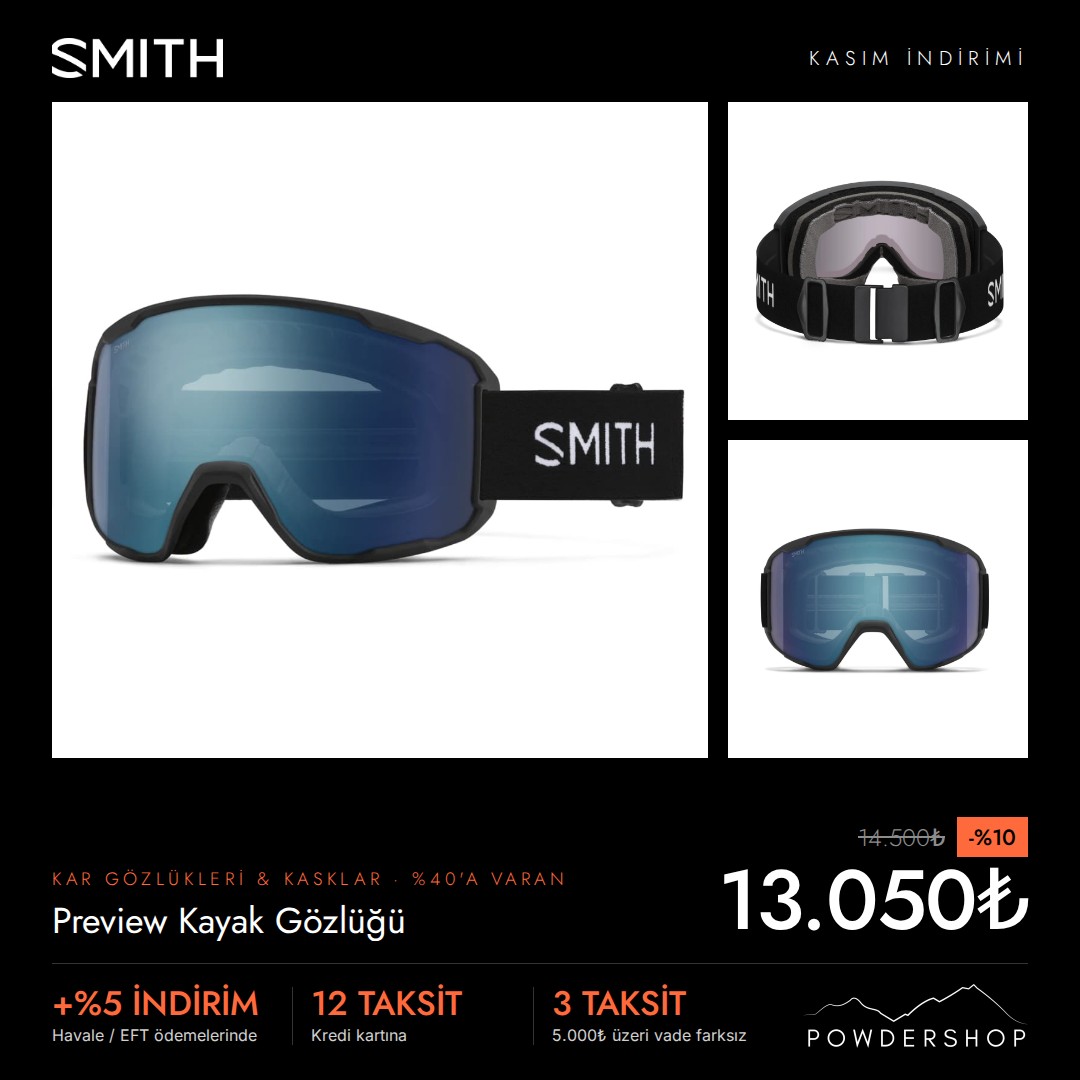 SMITH
KASIM İNDİRİMİ
SMITH
SMITH
14.500₺
-%10
KAR GÖZLÜKLERİ & KASKLAR · %40'A VARAN
13.050₺
Preview Kayak Gözlüğü
+%5 İNDİRİM
Havale / EFT ödemelerinde
12 TAKSİT
Kredi kartına
3 TAKSİT
5.000₺ üzeri vade farksız
POWDERSHOP